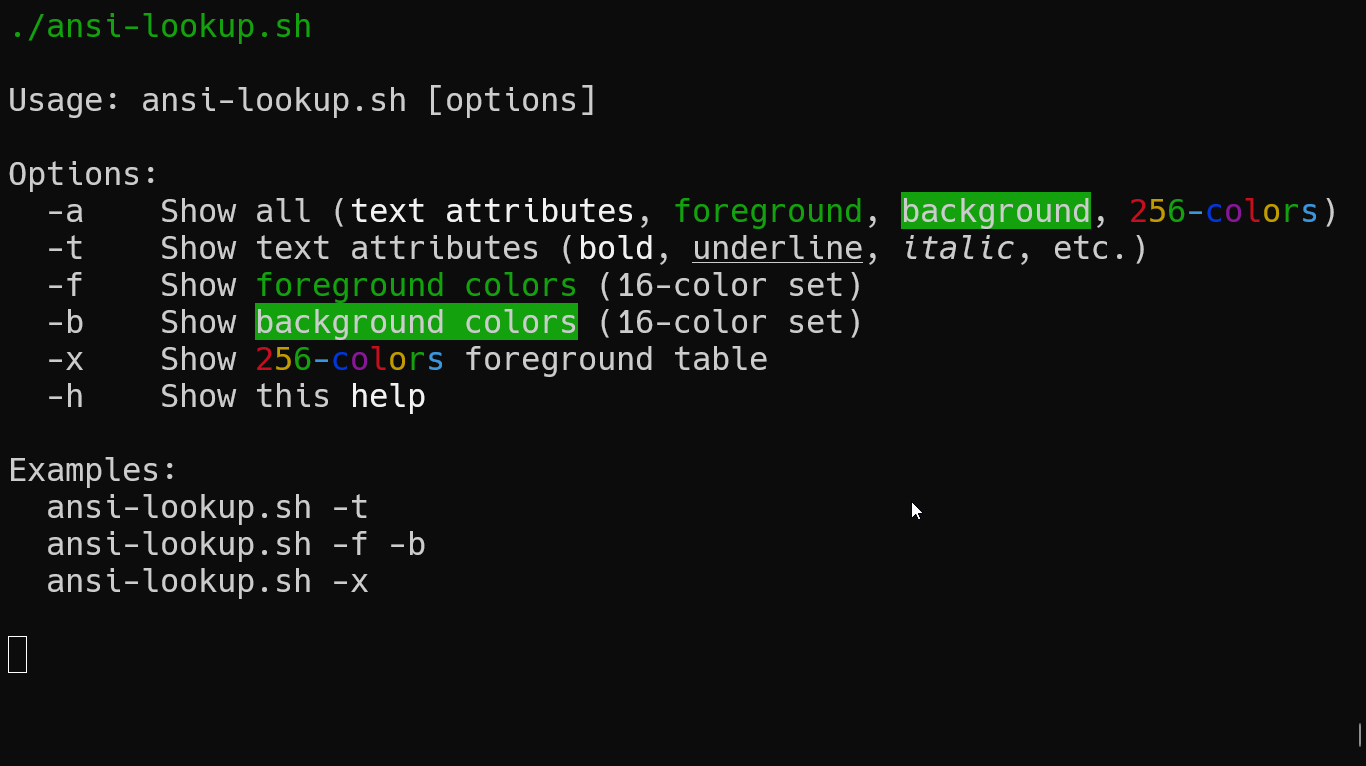 ./ansi-lookup.sh
Usage: ansi-lookup.sh [options]
Options:
  -a    Show all (text attributes, foreground, background, 256-colors)
  -t    Show text attributes (bold, underline, italic, etc.)
  -f    Show foreground colors (16-color set)
  -b    Show background colors (16-color set)
  -x    Show 256-colors foreground table
  -h    Show this help
Examples:
  ansi-lookup.sh -t
  ansi-lookup.sh -f -b
  ansi-lookup.sh -x